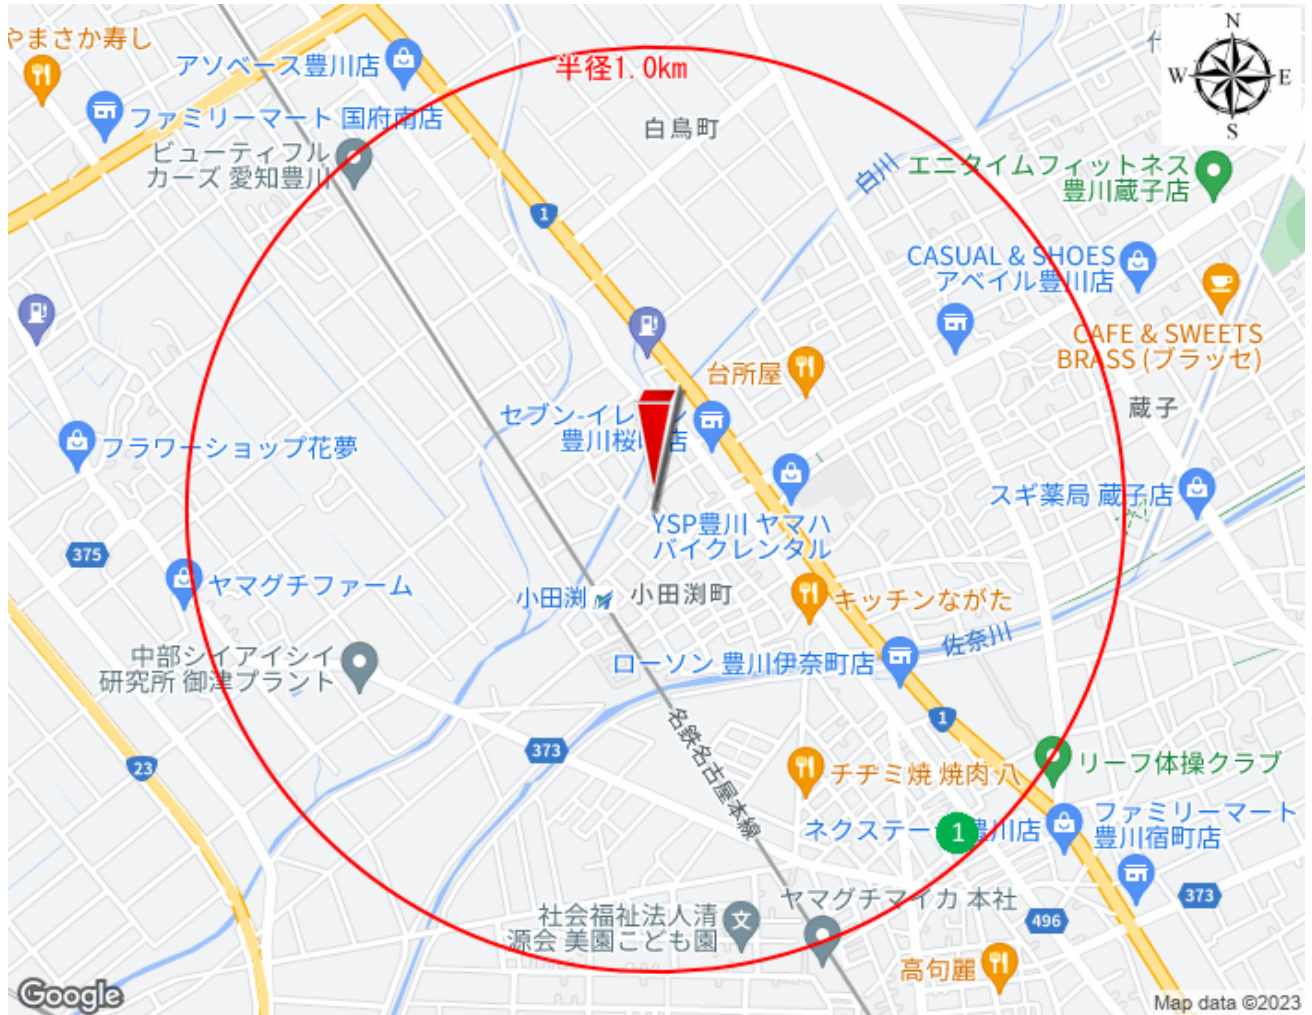 やまさか寿し
アソベース豊川店
ファミリーマート 国府南店
ビューティフル
カーズ 愛知豊川
半径1.0km
白鳥町
白川
N
W
E
S
エニタイムフィットネス
豊川蔵子店
1
CASUAL & SHOES
アベイル豊川店
CAFE & SWEETS
BRASS (ブラッセ)
台所屋
蔵子
豊川桜
店
フラワーショップ花夢
スギ薬局 蔵子店
YSP豊川 ヤマハ
バイクレンタル
375
ヤマグチファーム
小田渕
小田渕町
キッチンながた
佐奈川
中部シイアイシイ
研究所 御津プラント
ローソン 豊川伊奈町店
名鉄名古屋本線
1
373
23
チヂミ焼 焼肉 八
リーフ体操クラブ
ネクステー
1
豊川店
ファミリーマート
豊川宿町店
ヤマグチマイカ 本社
373
496
社会福祉法人清
源会 美園こども園
文
高句麗
Google
Map data ©2023